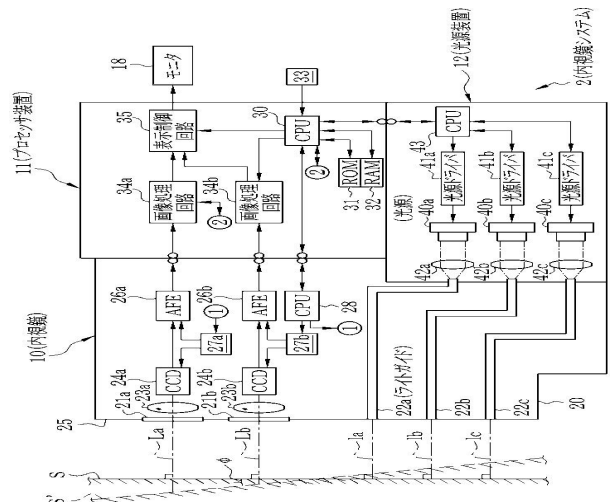 2(内視鏡システム)
11(プロセッサ装置)
12(光源装置)
10(内視鏡)
18
モニタ
35
表示制御
回路
33
30
CPU
34a
画像処理
回路
34b
画像処理
回路
②
②
31
ROM
32
RAM
43
CPU
41a
光源ドライバ
41b
光源ドライバ
41c
光源ドライバ
(光源)
40a
40b
40c
42a
42b
42c
26a
AFE
26b
AFE
28
CPU
①
①
27a
27b
24a
CCD
24b
CCD
23a
23b
21a
21b
25
22a(ライトガイド)
22b
22c
20
La
Lb
la
lb
lc
φ
S
S'